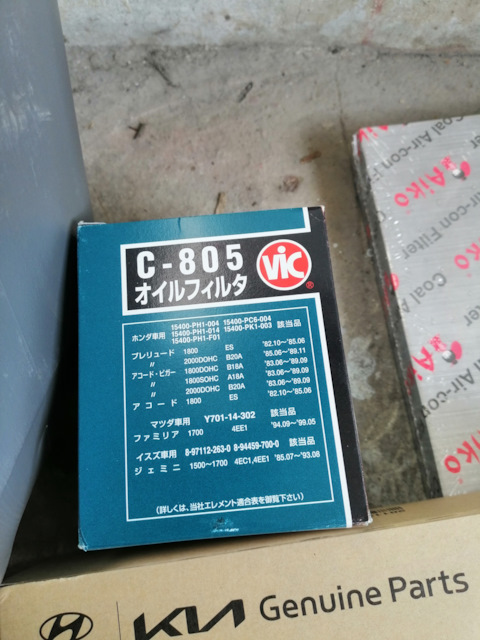 C-805
VIC
®
オイルフィルタ
ホンダ車用 15400-PH1-004 15400-PC6-004 該当品
15400-PH1-014 15400-PK1-003
15400-PH1-F01
プレリュード 1800 ES '82.10〜'85.06
〃 2000DOHC B20A '85.06〜'89.11
アコード・ビガー 1800DOHC B18A '83.06〜'89.09
〃 1800SOHC A18A '83.06〜'89.09
〃 2000DOHC B20A '83.06〜'89.09
アコード 1800 ES '82.10〜'85.06
マツダ車用 Y701-14-302 該当品
ファミリア 1700 4EE1 '94.09〜'99.05
イスズ車用 8-97112-263-0 8-94459-700-0 該当品
ジェミニ 1500〜1700 4EC1,4EE1 '85.07〜'93.08
(詳しくは、当社エレメント適合表を御覧下さい)
Coal Air-con Filter
AiKO
Coal Air-con Filter
AiKO
KIA Genuine Parts